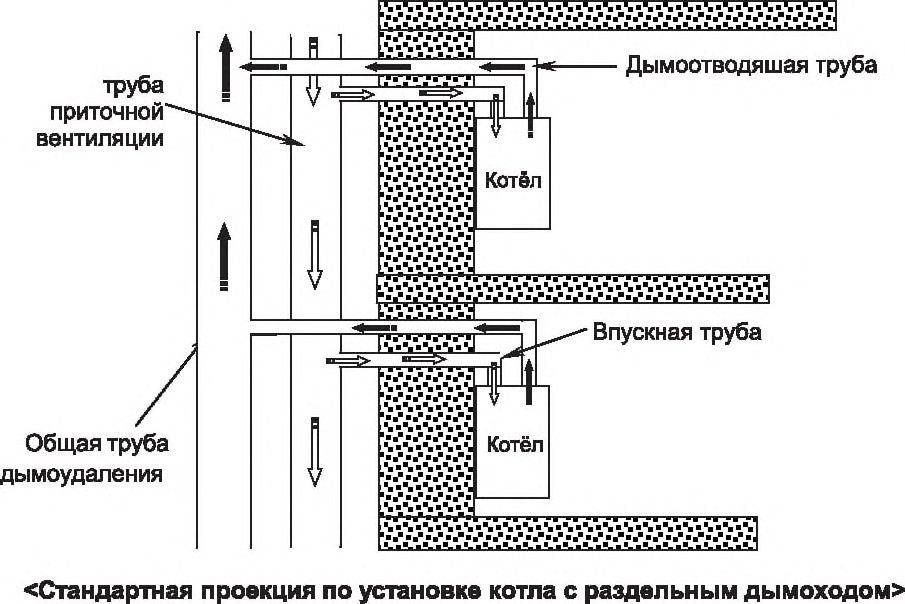 Дымоотводяшая труба
труба
приточной
вентиляции
Котёл
Впускная труба
Общая труба
дымоудаления
Котёл
<Стандартная проекция по установке котла с раздельным дымоходом>